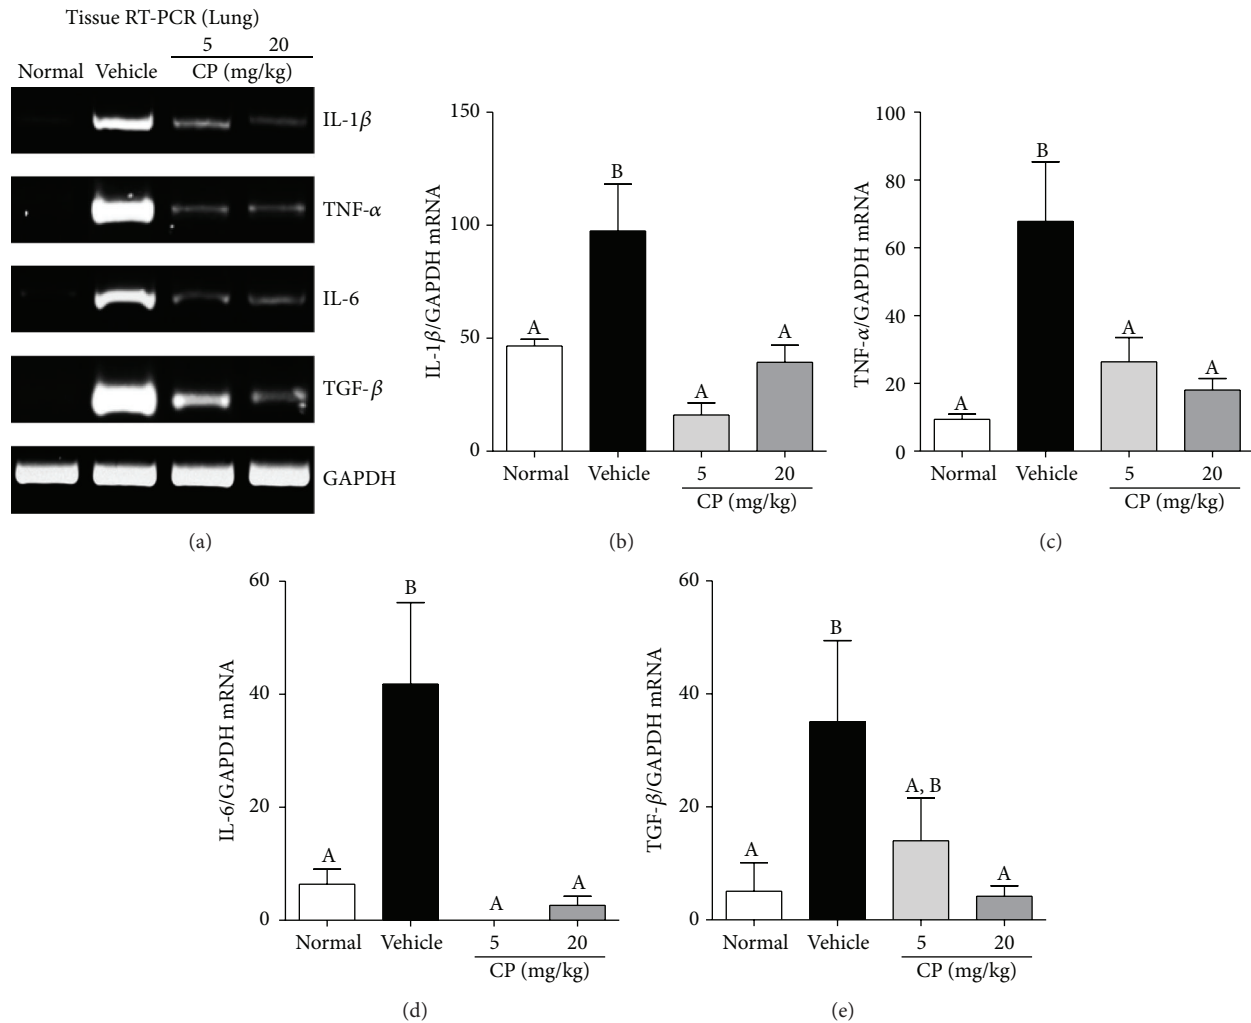 Tissue RT-PCR (Lung)
5 20
Normal Vehicle CP (mg/kg)
IL-1β
TNF-α
IL-6
TGF-β
GAPDH
(a)
IL-1β/GAPDH mRNA
150
100
50
0
A
B
A
A
Normal Vehicle 5 20
CP (mg/kg)
(b)
TNF-α/GAPDH mRNA
100
80
60
40
20
0
A
B
A
A
Normal Vehicle 5 20
CP (mg/kg)
(c)
IL-6/GAPDH mRNA
60
40
20
0
A
B
A
A
Normal Vehicle 5 20
CP (mg/kg)
(d)
TGF-β/GAPDH mRNA
60
40
20
0
A
B
A, B
A
Normal Vehicle 5 20
CP (mg/kg)
(e)